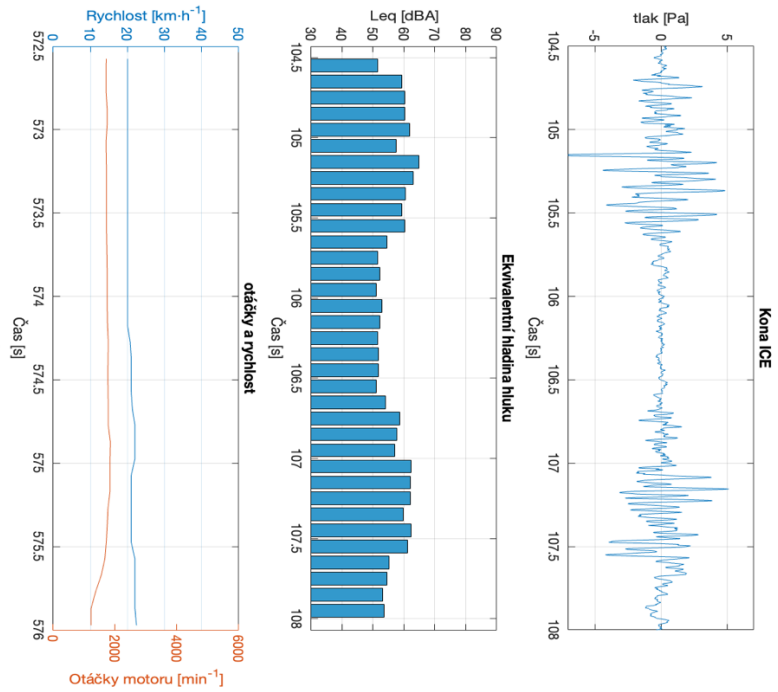 Kona ICE
tlak [Pa]
5
0
-5
104.5 105 105.5 106 106.5 107 107.5 108
Čas [s]
Ekvivalentní hladina hluku
Leq [dBA]
90
80
70
60
50
40
30
104.5 105 105.5 106 106.5 107 107.5 108
Čas [s]
otáčky a rychlost
Rychlost [km·h⁻¹]
50
40
30
20
10
0
Otáčky motoru [min⁻¹]
6000
4000
2000
0
572.5 573 573.5 574 574.5 575 575.5 576
Čas [s]